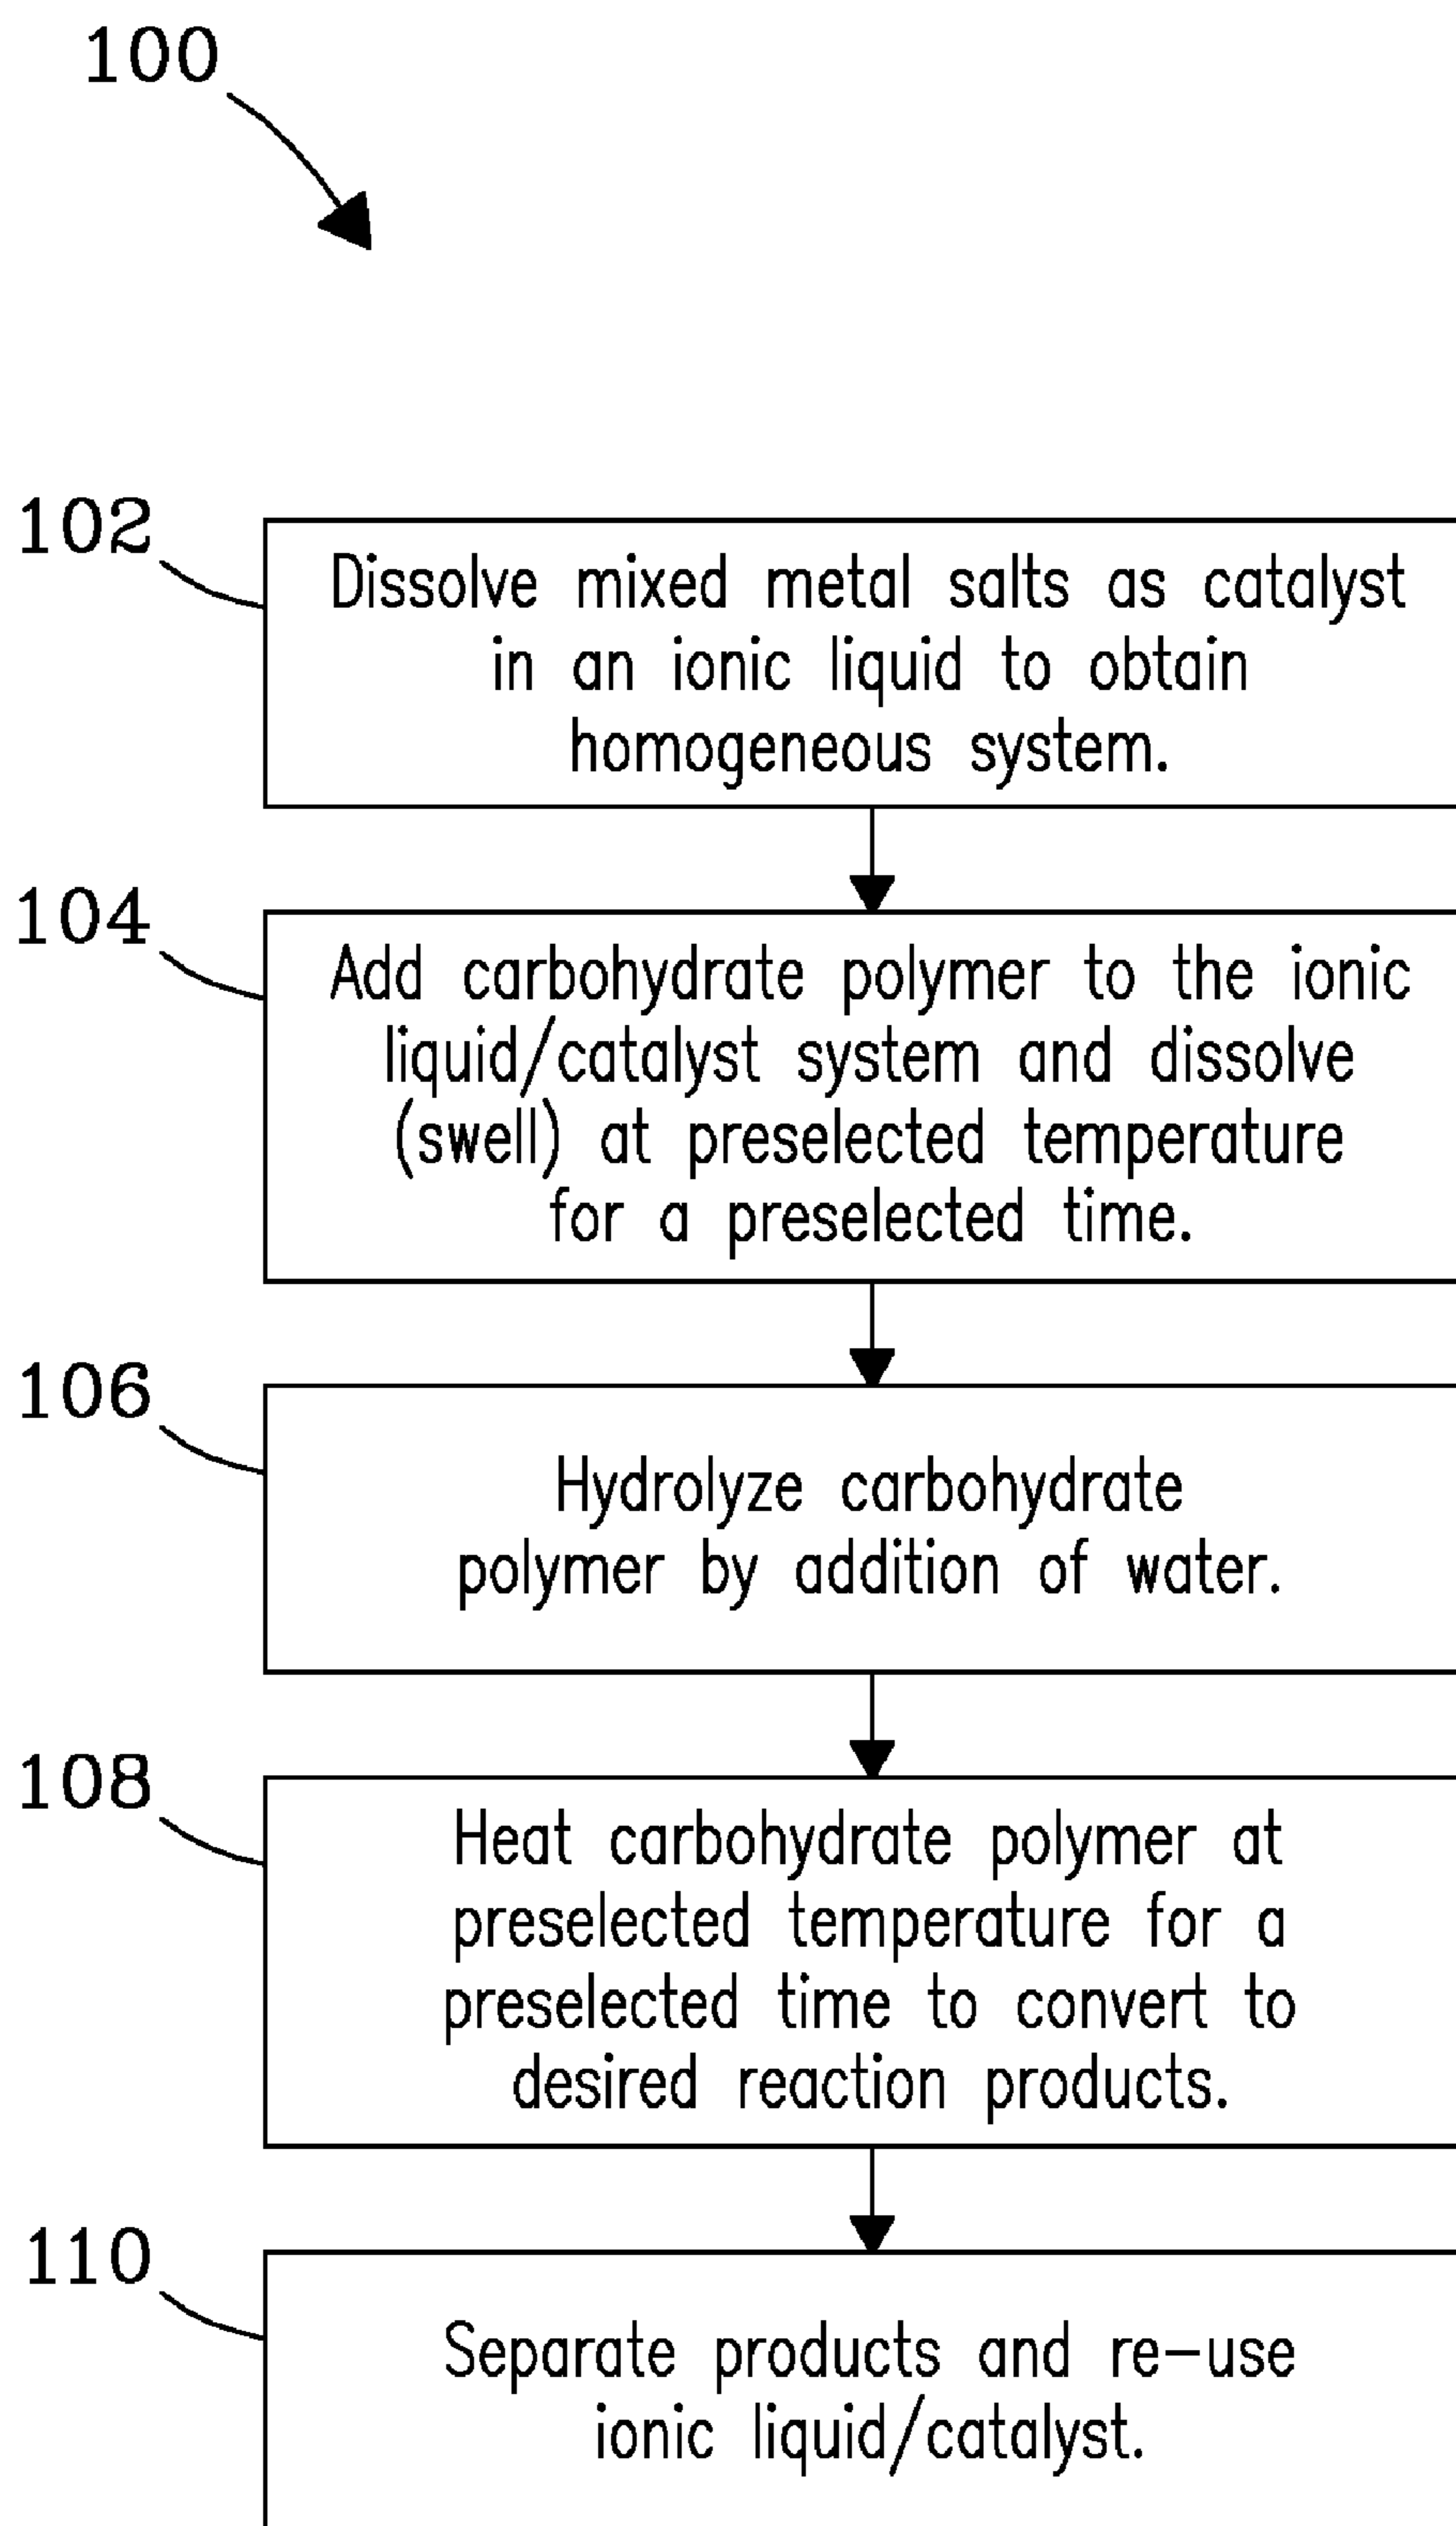 100
102
Dissolve mixed metal salts as catalyst
in an ionic liquid to obtain
homogeneous system.
104
Add carbohydrate polymer to the ionic
liquid/catalyst system and dissolve
(swell) at preselected temperature
for a preselected time.
106
Hydrolyze carbohydrate
polymer by addition of water.
108
Heat carbohydrate polymer at
preselected temperature for a
preselected time to convert to
desired reaction products.
110
Separate products and re-use
ionic liquid/catalyst.